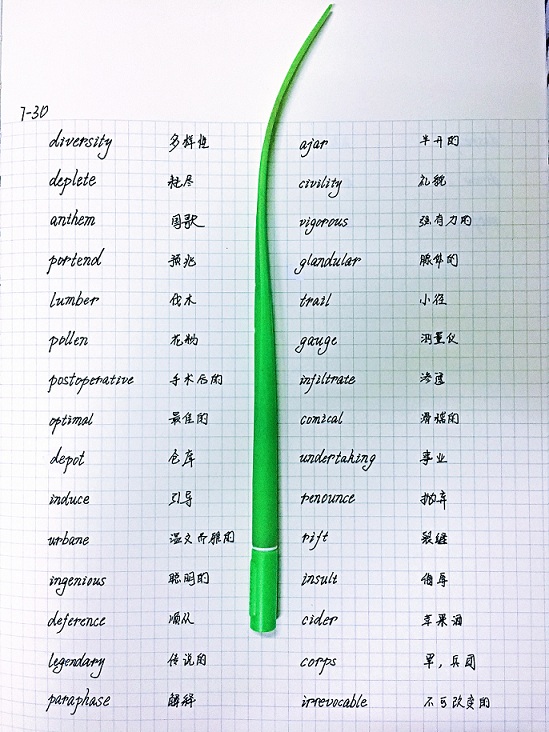 7-30
diversity 多样性 ajar 半开的
deplete 耗尽 civility 礼貌
anthem 国歌 vigorous 强有力的
portend 预兆 glandular 腺体的
lumber 伐木 trail 小径
pollen 花粉 gauge 测量仪
postoperative 手术后的 infiltrate 渗透
optimal 最佳的 comical 滑稽的
depot 仓库 undertaking 事业
induce 引导 renounce 抛弃
urbane 温文尔雅的 rift 裂缝
ingenious 聪明的 insult 侮辱
deference 顺从 cider 苹果酒
legendary 传说的 corps 军，兵团
paraphase 解释 irrevocable 不可改变的